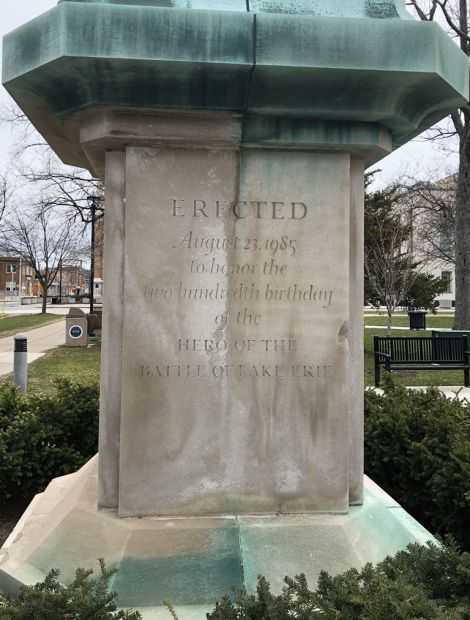 ERECTED
August 23, 1985
to honor the
two hundredth birthday
of the
HERO OF THE
BATTLE OF LAKE ERIE